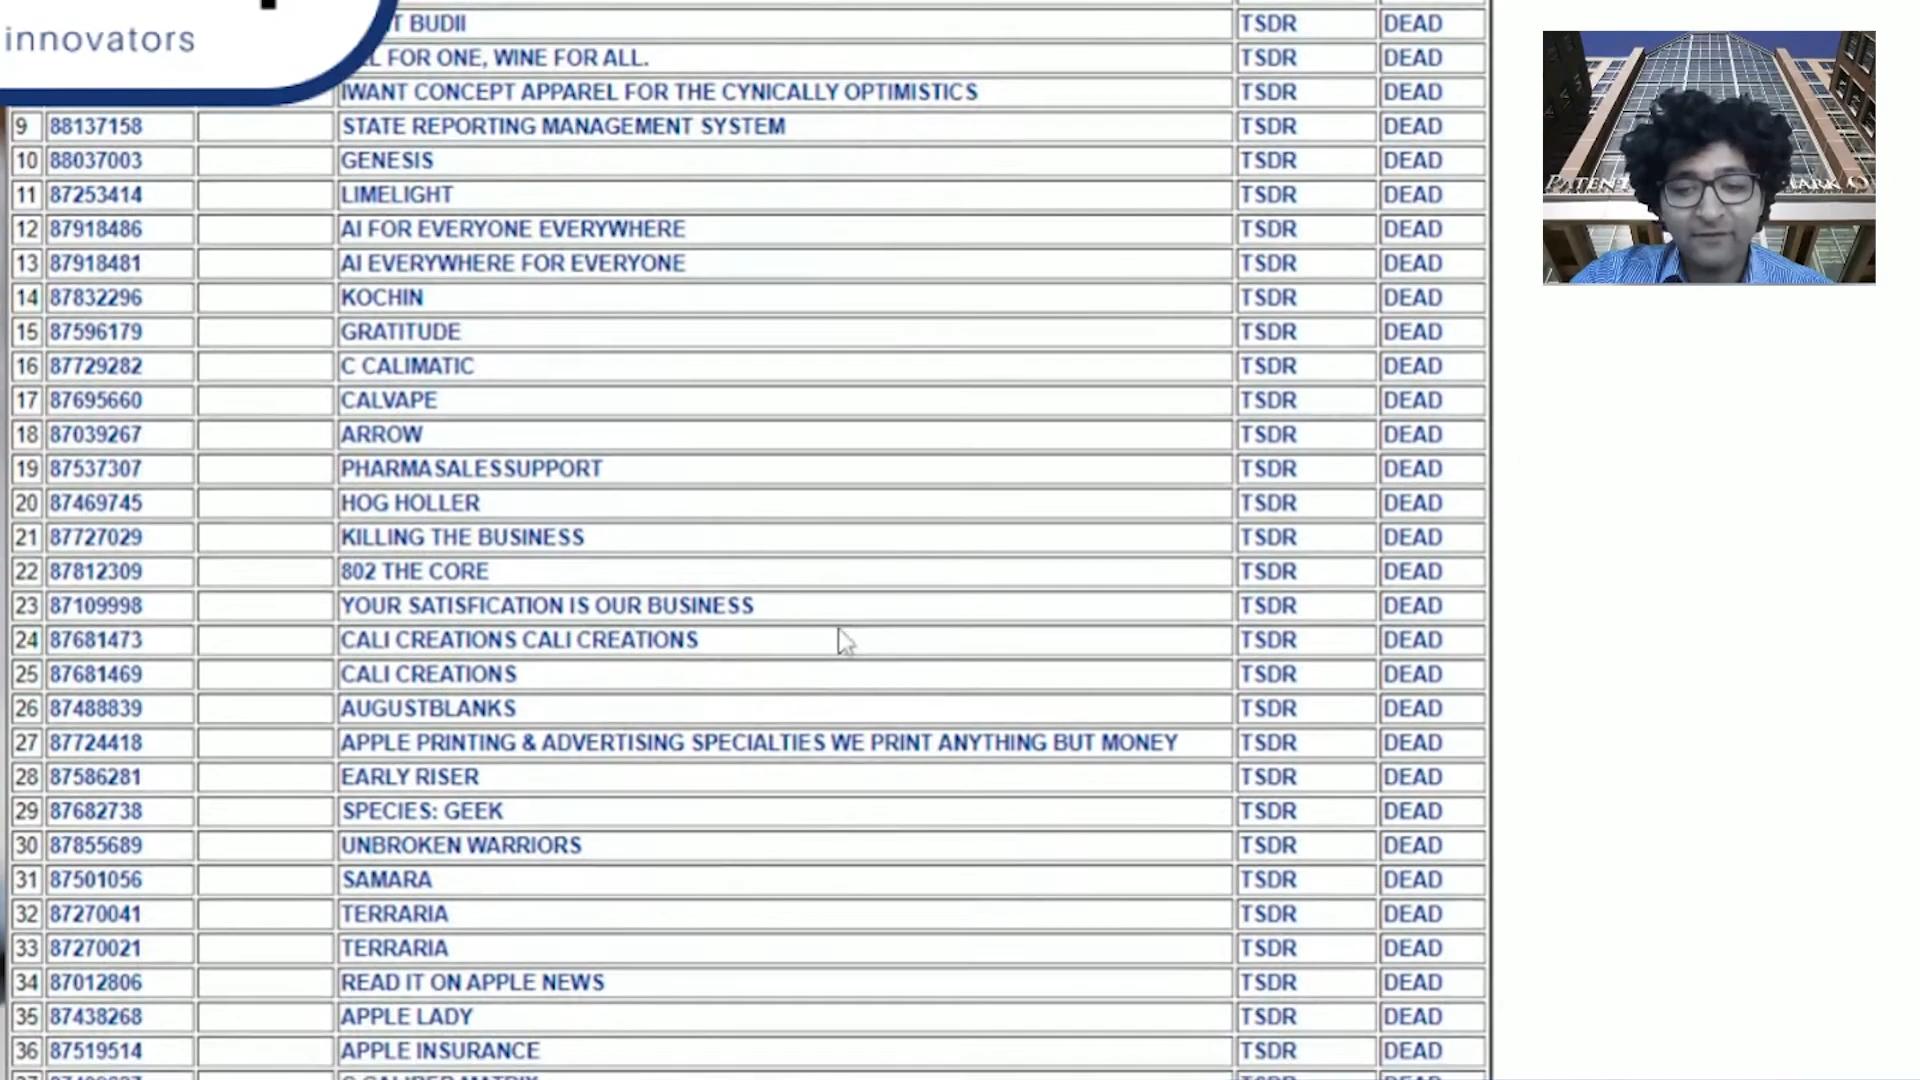 innovators
T BUDII TSDR DEAD
FOR ONE, WINE FOR ALL. TSDR DEAD
IWANT CONCEPT APPAREL FOR THE CYNICALLY OPTIMISTICS TSDR DEAD
9 88137158 STATE REPORTING MANAGEMENT SYSTEM TSDR DEAD
10 88037003 GENESIS TSDR DEAD
11 87253414 LIMELIGHT TSDR DEAD
12 87918486 AI FOR EVERYONE EVERYWHERE TSDR DEAD
13 87918481 AI EVERYWHERE FOR EVERYONE TSDR DEAD
14 87832296 KOCHIN TSDR DEAD
15 87596179 GRATITUDE TSDR DEAD
16 87729282 C CALIMATIC TSDR DEAD
17 87695660 CALVAPE TSDR DEAD
18 87039267 ARROW TSDR DEAD
19 87537307 PHARMASALESSUPPORT TSDR DEAD
20 87469745 HOG HOLLER TSDR DEAD
21 87727029 KILLING THE BUSINESS TSDR DEAD
22 87812309 802 THE CORE TSDR DEAD
23 87109998 YOUR SATISFICATION IS OUR BUSINESS TSDR DEAD
24 87681473 CALI CREATIONS CALI CREATIONS TSDR DEAD
25 87681469 CALI CREATIONS TSDR DEAD
26 87488839 AUGUSTBLANKS TSDR DEAD
27 87724418 APPLE PRINTING & ADVERTISING SPECIALTIES WE PRINT ANYTHING BUT MONEY TSDR DEAD
28 87586281 EARLY RISER TSDR DEAD
29 87682738 SPECIES: GEEK TSDR DEAD
30 87855689 UNBROKEN WARRIORS TSDR DEAD
31 87501056 SAMARA TSDR DEAD
32 87270041 TERRARIA TSDR DEAD
33 87270021 TERRARIA TSDR DEAD
34 87012806 READ IT ON APPLE NEWS TSDR DEAD
35 87438268 APPLE LADY TSDR DEAD
36 87519514 APPLE INSURANCE TSDR DEAD
PATENT